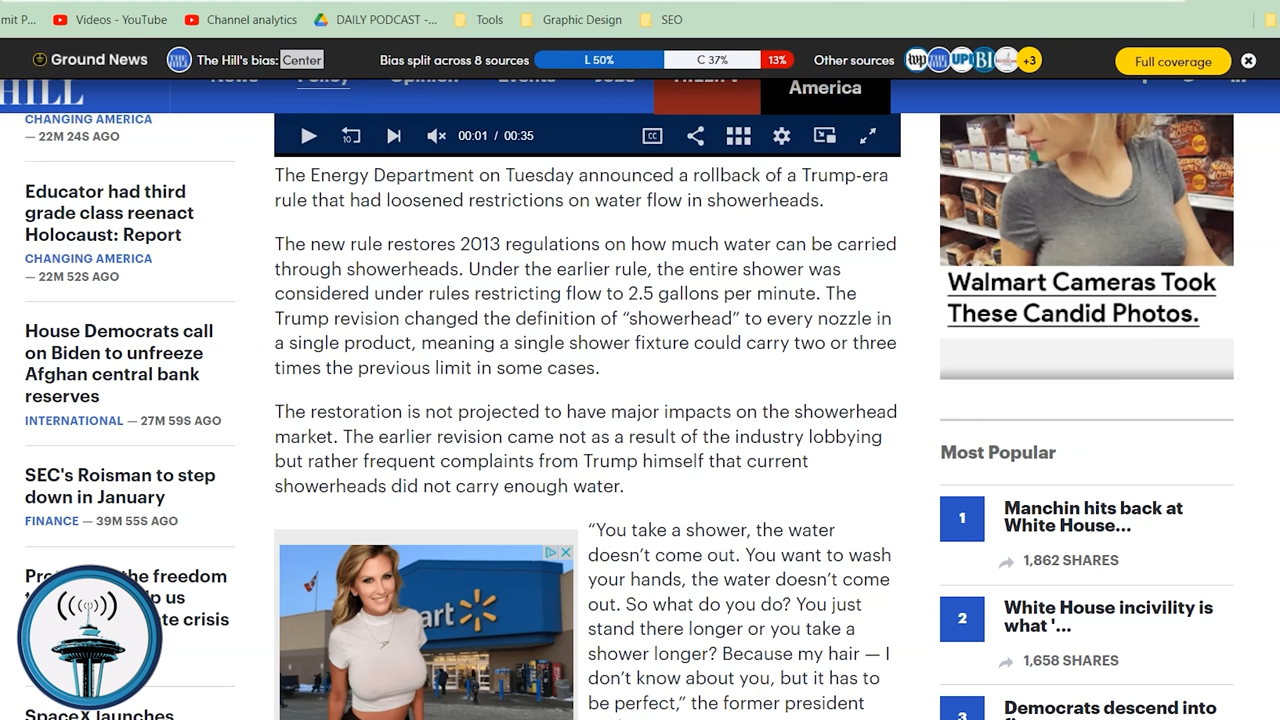 mit P...
Videos - YouTube
Channel analytics
DAILY PODCAST -...
Tools
Graphic Design
SEO
Ground News
The Hill's bias: Center
Bias split across 8 sources
L 50%
C 37%
13%
Other sources
wp
UPI
BI
+3
Full coverage
HILL
America
CHANGING AMERICA
— 22M 24S AGO
Educator had third
grade class reenact
Holocaust: Report
CHANGING AMERICA
— 22M 52S AGO
House Democrats call
on Biden to unfreeze
Afghan central bank
reserves
INTERNATIONAL — 27M 59S AGO
SEC's Roisman to step
down in January
FINANCE — 39M 55S AGO
the freedom
us
te crisis
SpaceX launches
10
00:01 / 00:35
CC
The Energy Department on Tuesday announced a rollback of a Trump-era
rule that had loosened restrictions on water flow in showerheads.
The new rule restores 2013 regulations on how much water can be carried
through showerheads. Under the earlier rule, the entire shower was
considered under rules restricting flow to 2.5 gallons per minute. The
Trump revision changed the definition of “showerhead” to every nozzle in
a single product, meaning a single shower fixture could carry two or three
times the previous limit in some cases.
The restoration is not projected to have major impacts on the showerhead
market. The earlier revision came not as a result of the industry lobbying
but rather frequent complaints from Trump himself that current
showerheads did not carry enough water.
art
“You take a shower, the water
doesn’t come out. You want to wash
your hands, the water doesn’t come
out. So what do you do? You just
stand there longer or you take a
shower longer? Because my hair — I
don’t know about you, but it has to
be perfect,” the former president
Walmart Cameras Took
These Candid Photos.
Most Popular
1
Manchin hits back at
White House...
1,862 SHARES
2
White House incivility is
what '...
1,658 SHARES
3
Democrats descend into